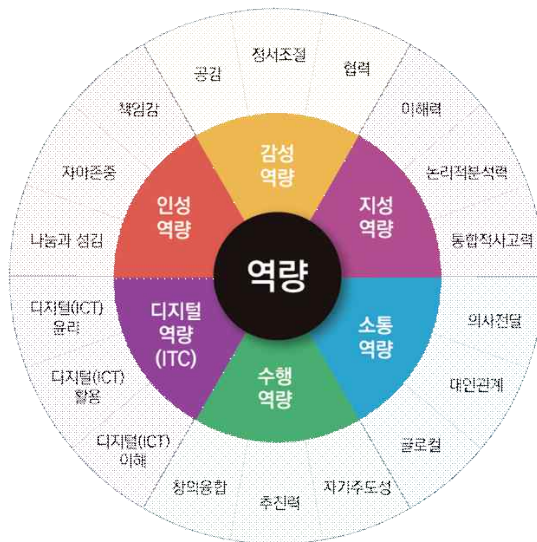 정서조절
공감
협력
책임감
이해력
감성
역량
자아존중
논리적분석력
인성
역량
지성
역량
나눔과 섬김
통합적사고력
역량
디지털(ICT)
윤리
디지털
역량
(ITC)
소통
역량
의사전달
디지털(ICT)
활용
수행
역량
대인관계
디지털(ICT)
이해
글로컬
창의융합
추진력
자기주도성